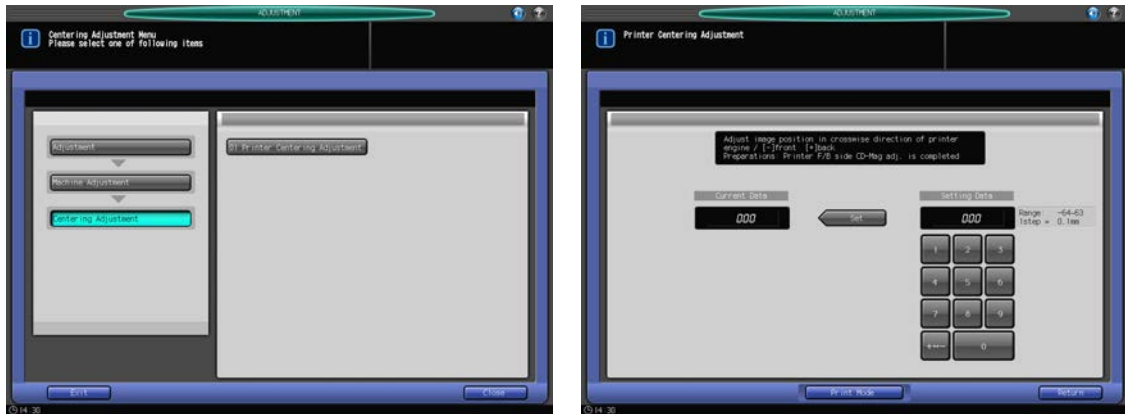 ADJUSTMENT
Centering Adjustment Menu
Please select one of following items
Adjustment
Machine Adjustment
Centering Adjustment
01 Printer Centering Adjustment
Exit
Close
14:30
ADJUSTMENT
Printer Centering Adjustment
Adjust image position in crosswise direction of printer
engine / [-]front [+]back
Preparations: Printer F/B side CD-Mag adj. is completed
Current Data
Setting Data
000
Set
000
Range: -64~63
1step = 0.1mm
1 2 3
4 5 6
7 8 9
+<->- 0
Print Mode
Return
14:30